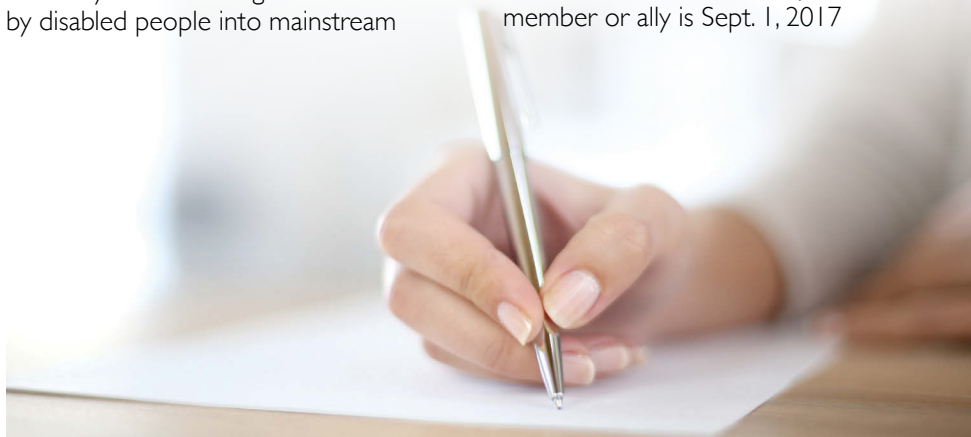 by disabled people into mainstream
member or ally is Sept. 1, 2017